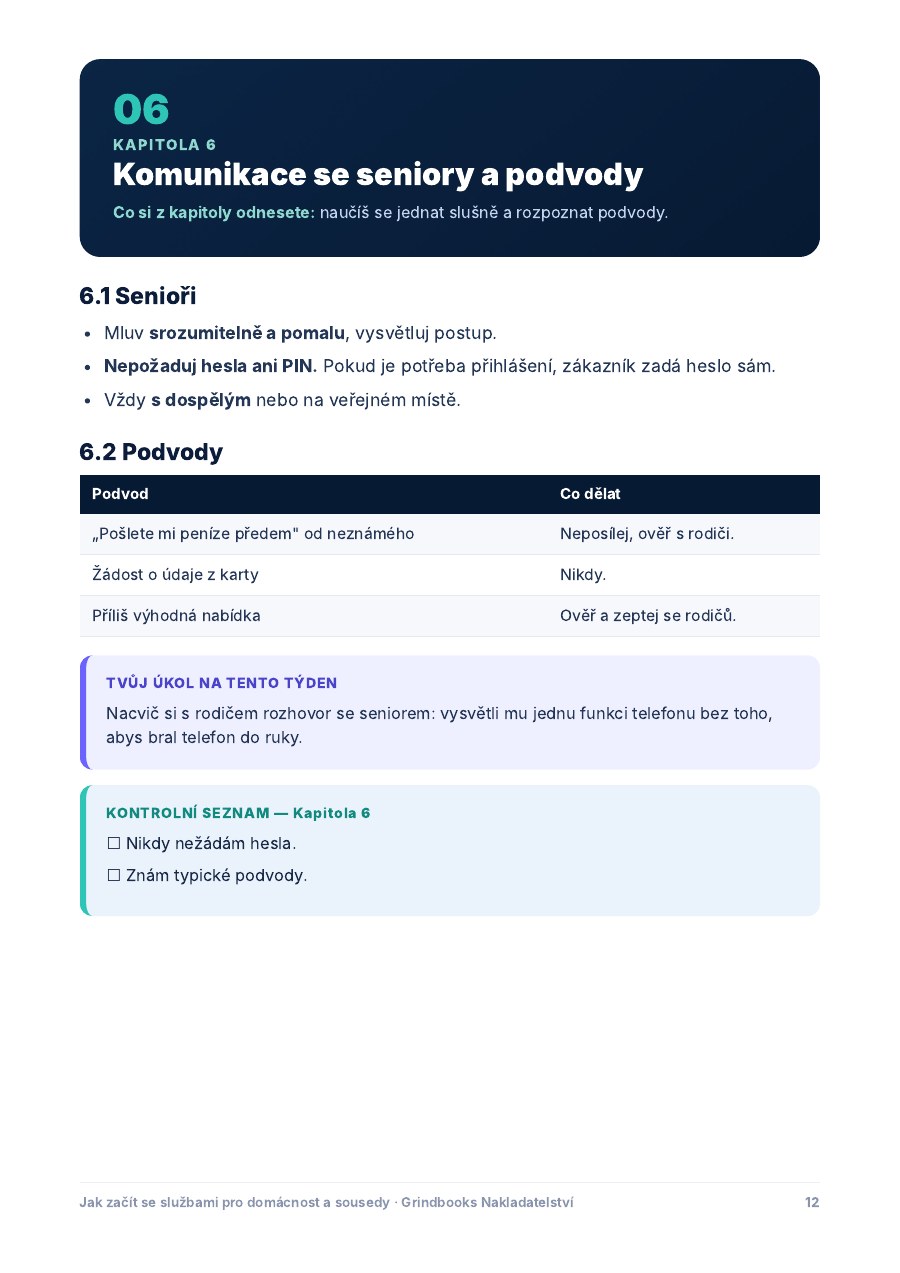 06
KAPITOLA 6
Komunikace se seniory a podvody
Co si z kapitoly odnesete: naučíš se jednat slušně a rozpoznat podvody.
6.1 Senioři
• Mluv srozumitelně a pomalu, vysvětluj postup.
• Nepožaduj hesla ani PIN. Pokud je potřeba přihlášení, zákazník zadá heslo sám.
• Vždy s dospělým nebo na veřejném místě.
6.2 Podvody
Podvod Co dělat
„Pošlete mi peníze předem" od neznámého Neposílej, ověř s rodiči.
Žádost o údaje z karty Nikdy.
Příliš výhodná nabídka Ověř a zeptej se rodičů.
TVŮJ ÚKOL NA TENTO TÝDEN
Nacvič si s rodičem rozhovor se seniorem: vysvětli mu jednu funkci telefonu bez toho,
abys bral telefon do ruky.
KONTROLNÍ SEZNAM — Kapitola 6
☐ Nikdy nežádám hesla.
☐ Znám typické podvody.
Jak začít se službami pro domácnost a sousedy · Grindbooks Nakladatelství 12